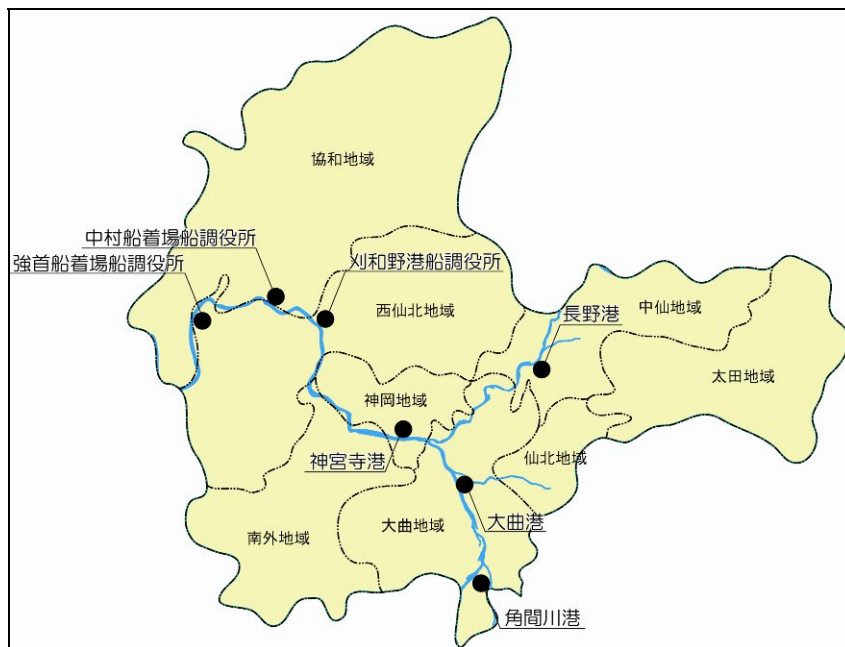 協和地域
中村船着場船調役所
強首船着場船調役所
刈和野港船調役所
西仙北地域
中仙地域
長野港
太田地域
神岡地域
神宮寺港
仙北地域
大曲港
大曲地域
南外地域
角間川港